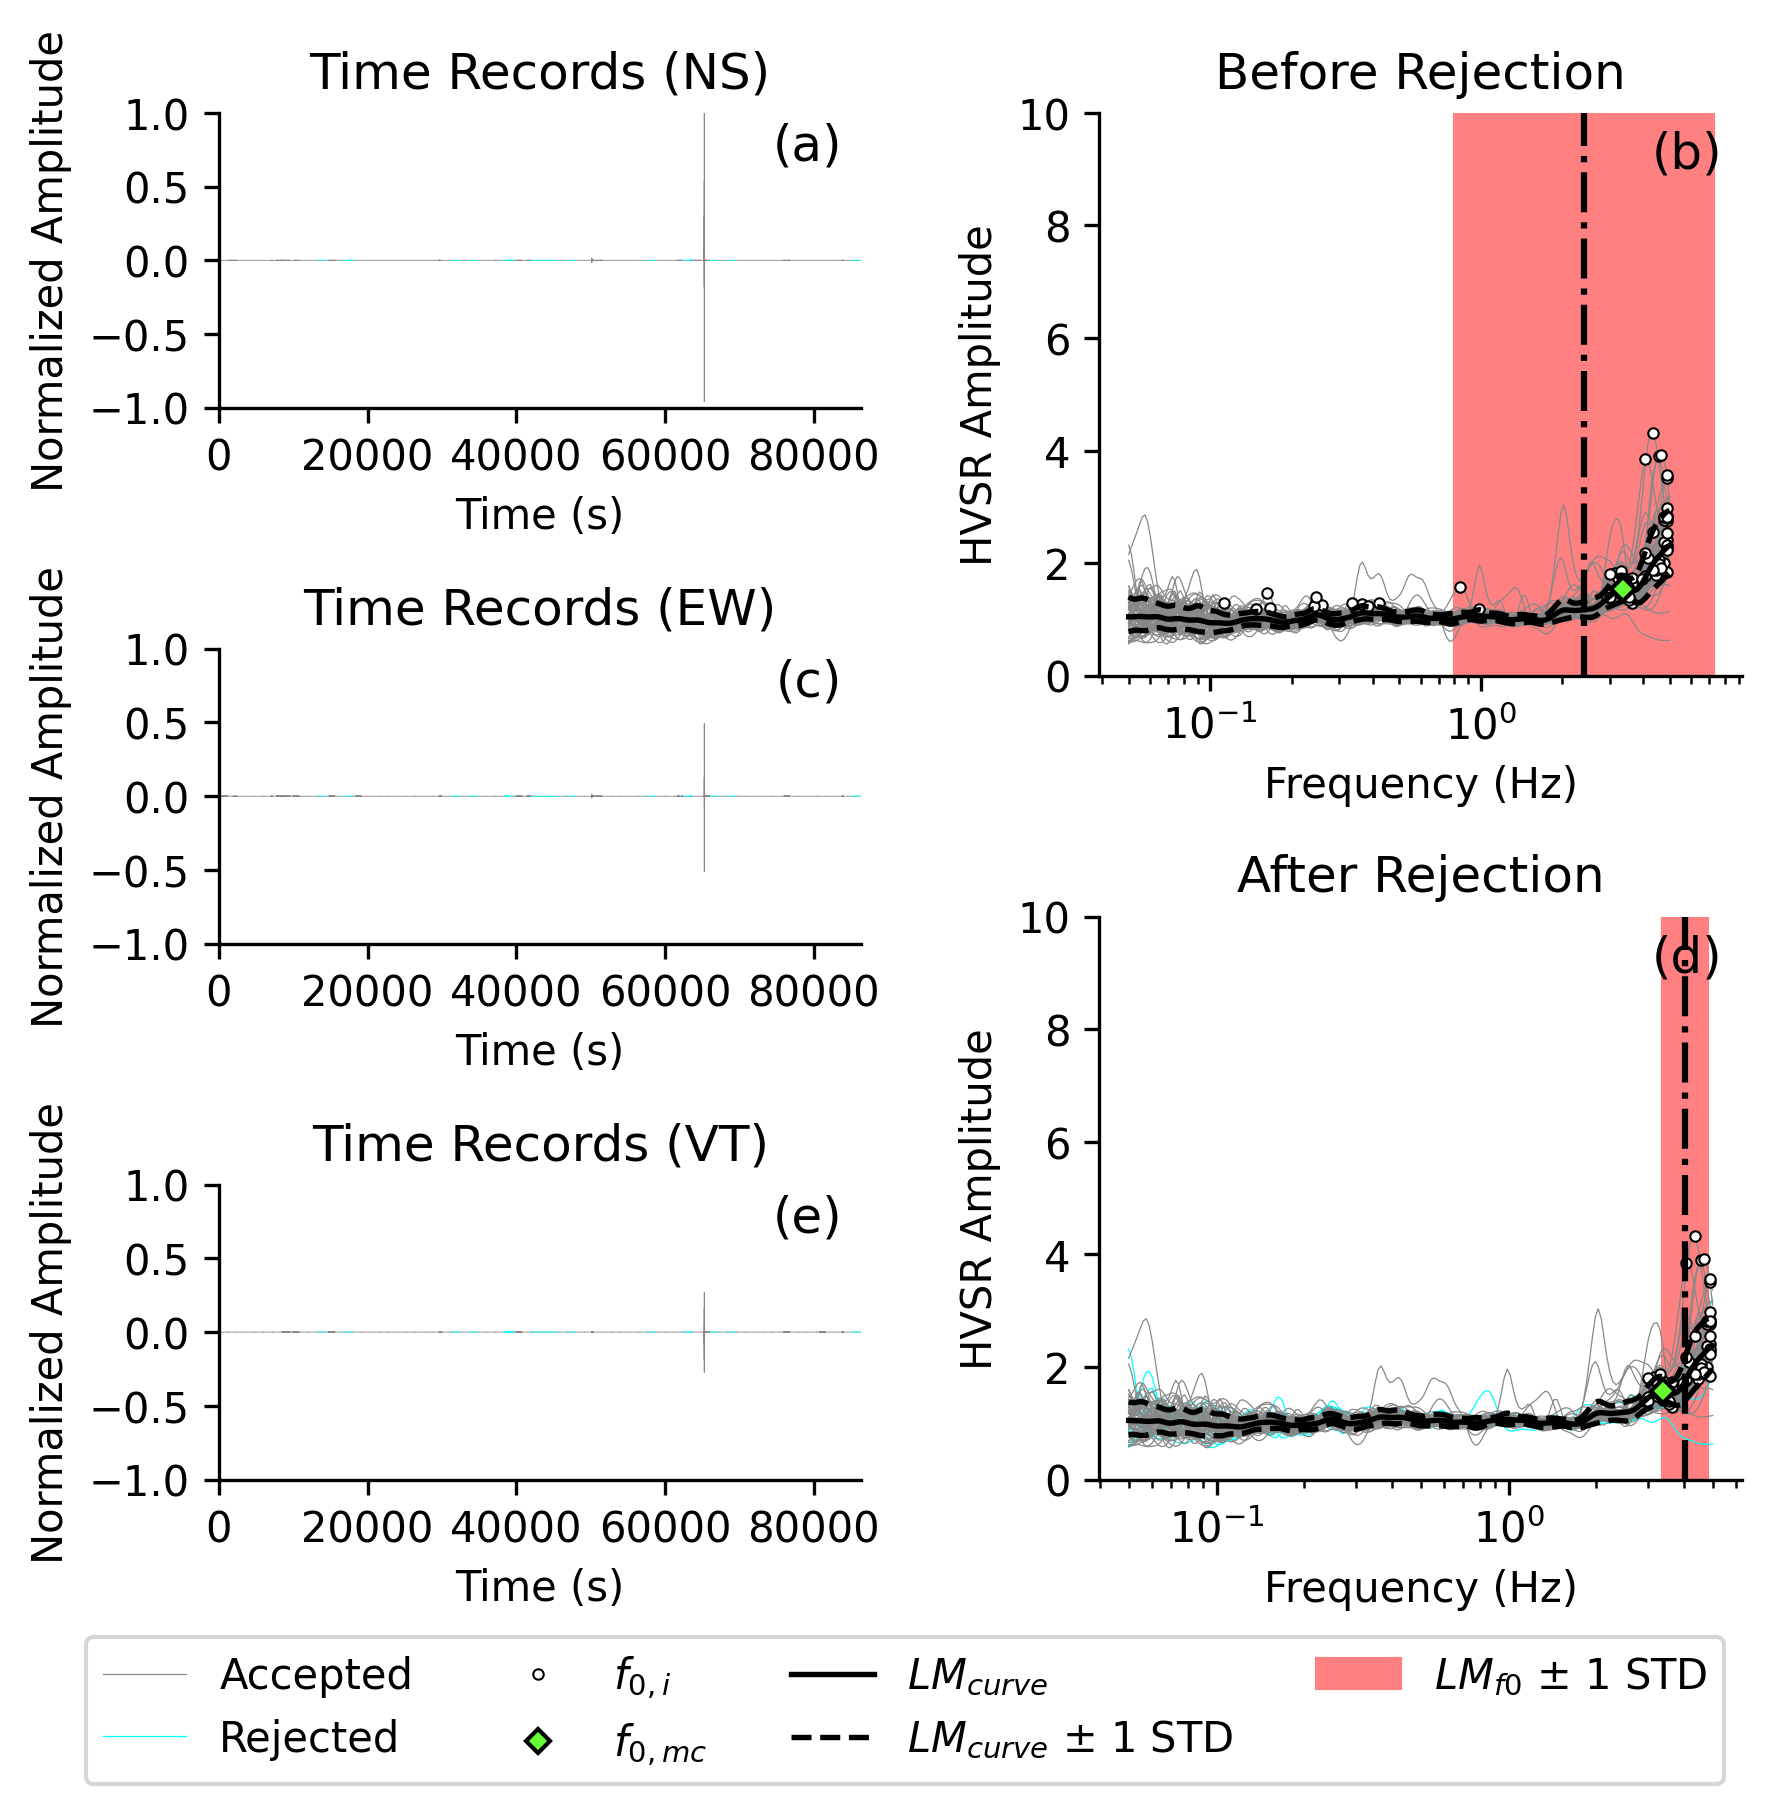 Time Records (NS)
Normalized Amplitude
1.0
0.5
0.0
−0.5
−1.0
(a)
0 20000 40000 60000 80000
Time (s)
Before Rejection
HVSR Amplitude
10
8
6
4
2
0
(b)
10⁻¹ 10⁰
Frequency (Hz)
Time Records (EW)
Normalized Amplitude
1.0
0.5
0.0
−0.5
−1.0
(c)
0 20000 40000 60000 80000
Time (s)
After Rejection
HVSR Amplitude
10
8
6
4
2
0
(d)
10⁻¹ 10⁰
Frequency (Hz)
Time Records (VT)
Normalized Amplitude
1.0
0.5
0.0
−0.5
−1.0
(e)
0 20000 40000 60000 80000
Time (s)
Accepted
Rejected
f0,i
f0,mc
LMcurve
LMcurve ± 1 STD
LMf0 ± 1 STD